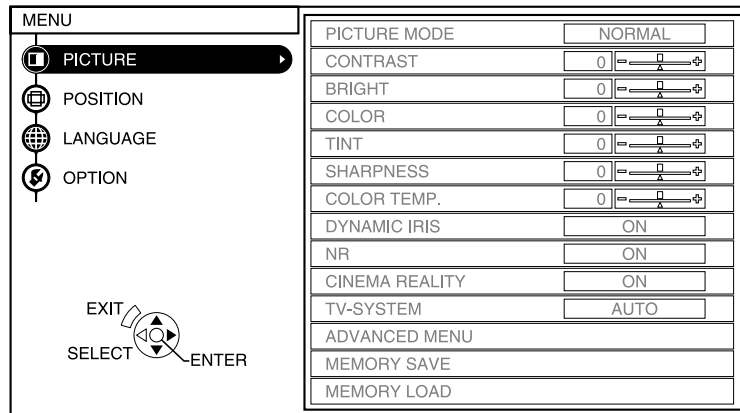 MENU
PICTURE
POSITION
LANGUAGE
OPTION
EXIT
SELECT
ENTER
PICTURE MODE NORMAL
CONTRAST 0
BRIGHT 0
COLOR 0
TINT 0
SHARPNESS 0
COLOR TEMP. 0
DYNAMIC IRIS ON
NR ON
CINEMA REALITY ON
TV-SYSTEM AUTO
ADVANCED MENU
MEMORY SAVE
MEMORY LOAD